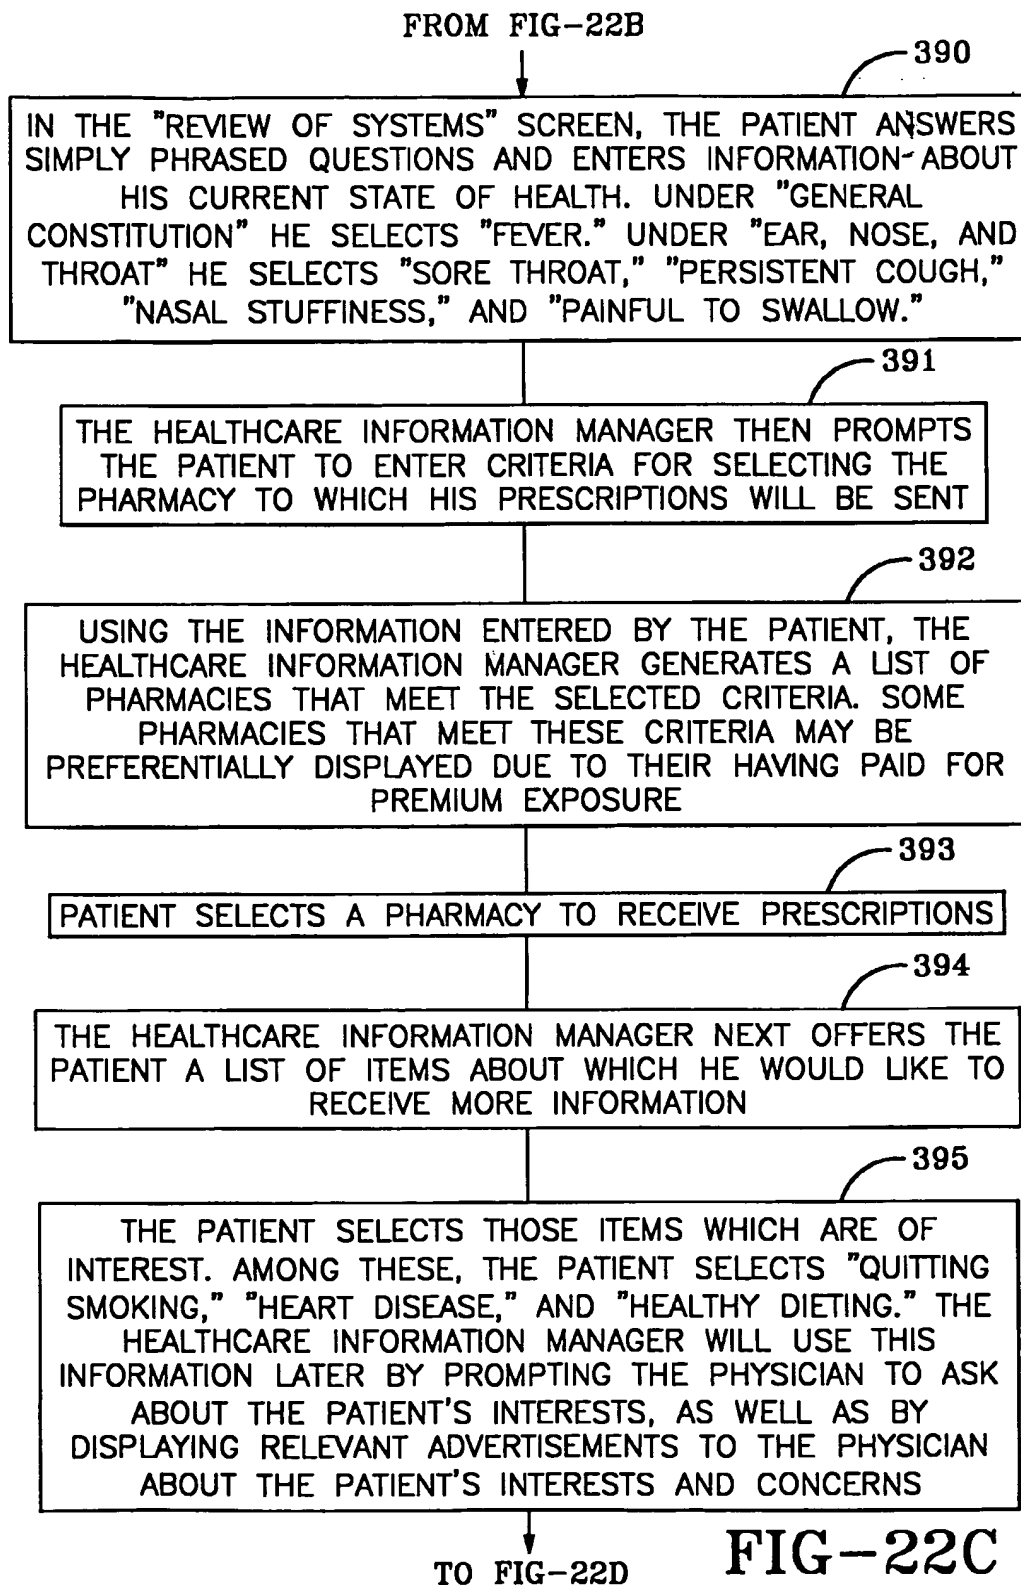 FROM FIG-22B
390
IN THE "REVIEW OF SYSTEMS" SCREEN, THE PATIENT ANSWERS
SIMPLY PHRASED QUESTIONS AND ENTERS INFORMATION ABOUT
HIS CURRENT STATE OF HEALTH. UNDER "GENERAL
CONSTITUTION" HE SELECTS "FEVER." UNDER "EAR, NOSE, AND
THROAT" HE SELECTS "SORE THROAT," "PERSISTENT COUGH,"
"NASAL STUFFINESS," AND "PAINFUL TO SWALLOW."
391
THE HEALTHCARE INFORMATION MANAGER THEN PROMPTS
THE PATIENT TO ENTER CRITERIA FOR SELECTING THE
PHARMACY TO WHICH HIS PRESCRIPTIONS WILL BE SENT
392
USING THE INFORMATION ENTERED BY THE PATIENT, THE
HEALTHCARE INFORMATION MANAGER GENERATES A LIST OF
PHARMACIES THAT MEET THE SELECTED CRITERIA. SOME
PHARMACIES THAT MEET THESE CRITERIA MAY BE
PREFERENTIALLY DISPLAYED DUE TO THEIR HAVING PAID FOR
PREMIUM EXPOSURE
393
PATIENT SELECTS A PHARMACY TO RECEIVE PRESCRIPTIONS
394
THE HEALTHCARE INFORMATION MANAGER NEXT OFFERS THE
PATIENT A LIST OF ITEMS ABOUT WHICH HE WOULD LIKE TO
RECEIVE MORE INFORMATION
395
THE PATIENT SELECTS THOSE ITEMS WHICH ARE OF
INTEREST. AMONG THESE, THE PATIENT SELECTS "QUITTING
SMOKING," "HEART DISEASE," AND "HEALTHY DIETING." THE
HEALTHCARE INFORMATION MANAGER WILL USE THIS
INFORMATION LATER BY PROMPTING THE PHYSICIAN TO ASK
ABOUT THE PATIENT'S INTERESTS, AS WELL AS BY
DISPLAYING RELEVANT ADVERTISEMENTS TO THE PHYSICIAN
ABOUT THE PATIENT'S INTERESTS AND CONCERNS
TO FIG-22D
FIG-22C